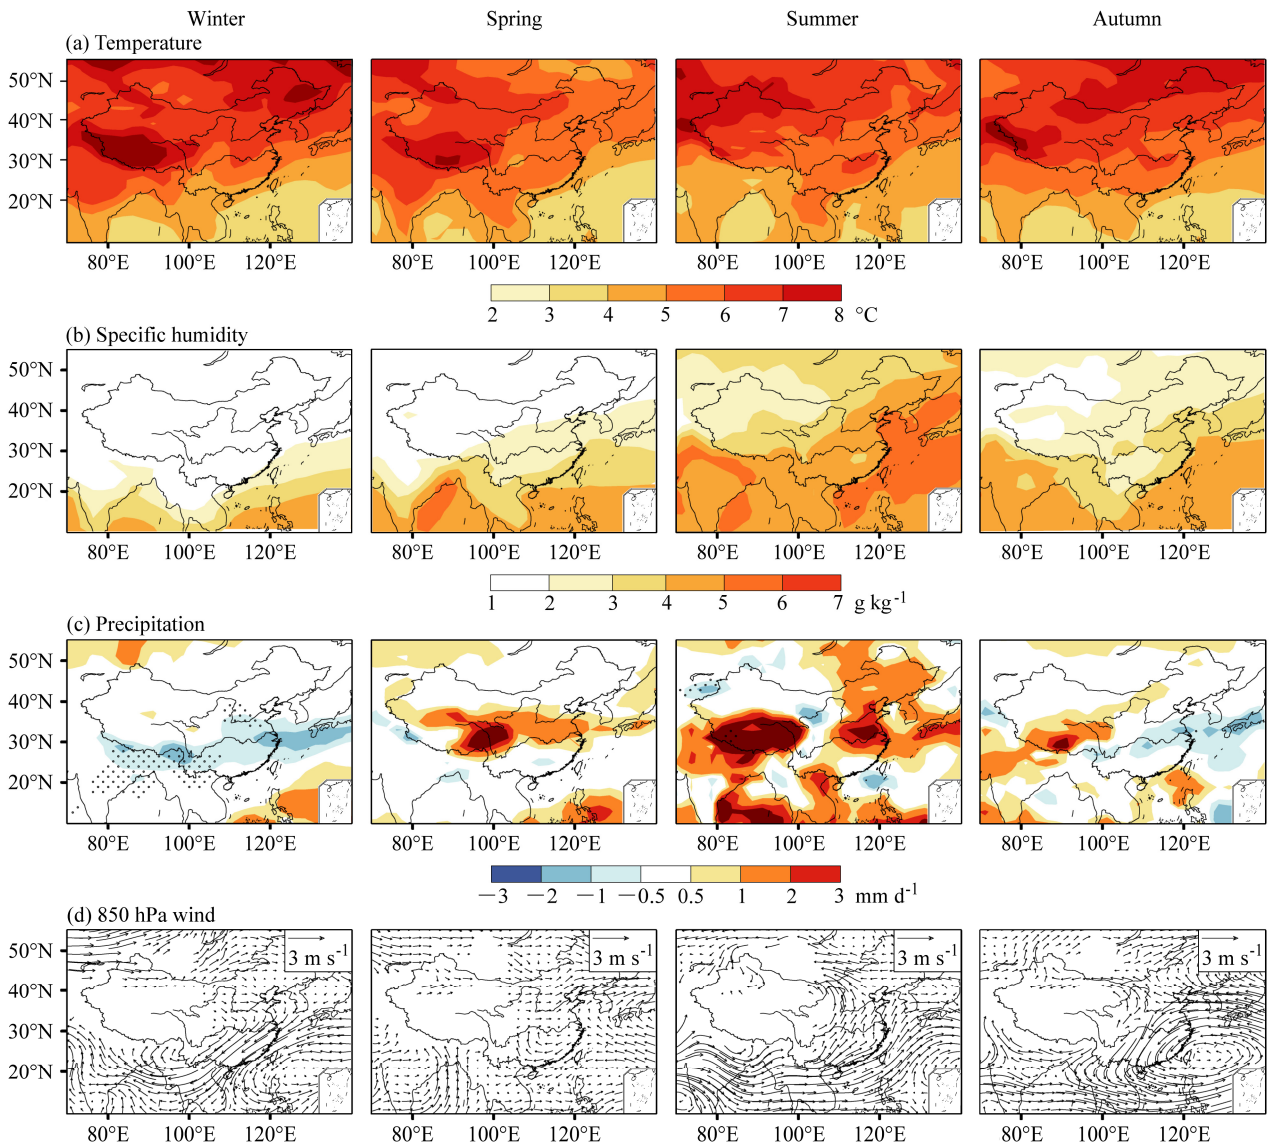 Winter Spring Summer Autumn
(a) Temperature
50°N
40°N
30°N
20°N
80°E 100°E 120°E 80°E 100°E 120°E 80°E 100°E 120°E 80°E 100°E 120°E
2 3 4 5 6 7 8 °C
(b) Specific humidity
50°N
40°N
30°N
20°N
80°E 100°E 120°E 80°E 100°E 120°E 80°E 100°E 120°E 80°E 100°E 120°E
1 2 3 4 5 6 7 g kg⁻¹
(c) Precipitation
50°N
40°N
30°N
20°N
80°E 100°E 120°E 80°E 100°E 120°E 80°E 100°E 120°E 80°E 100°E 120°E
−3 −2 −1 −0.5 0.5 1 2 3 mm d⁻¹
(d) 850 hPa wind
3 m s⁻¹ 3 m s⁻¹ 3 m s⁻¹ 3 m s⁻¹
50°N
40°N
30°N
20°N
80°E 100°E 120°E 80°E 100°E 120°E 80°E 100°E 120°E 80°E 100°E 120°E